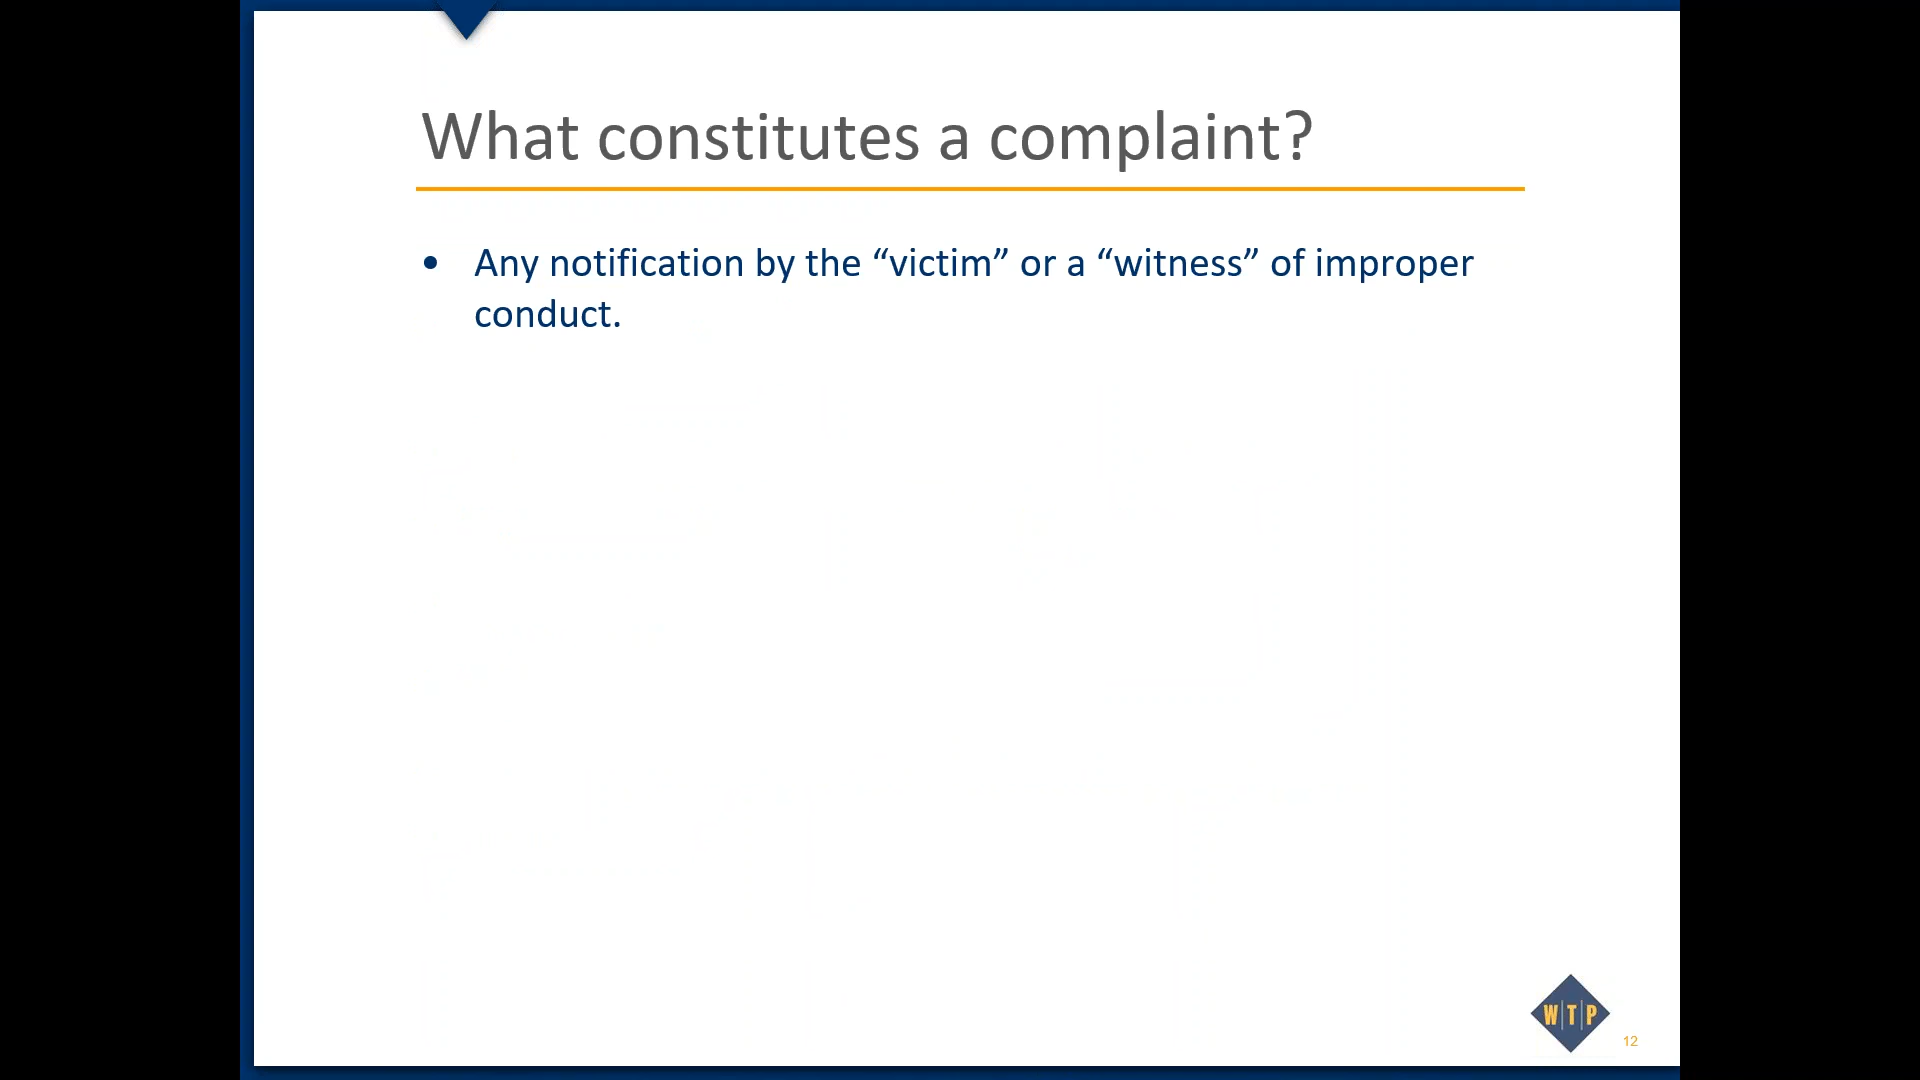 What constitutes a complaint?
• Any notification by the “victim” or a “witness” of improper
conduct.
W|T|P
12